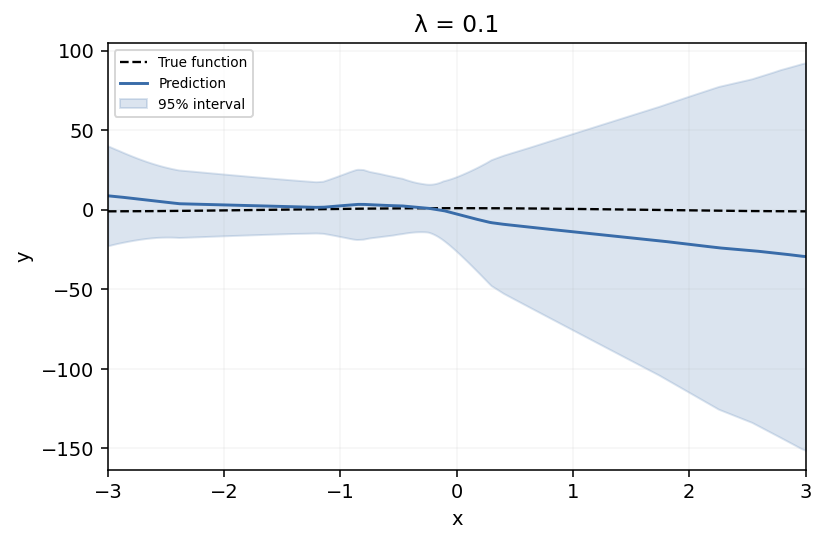 λ = 0.1
True function
Prediction
95% interval
100
50
0
−50
−100
−150
y
−3
−2
−1
0
1
2
3
x